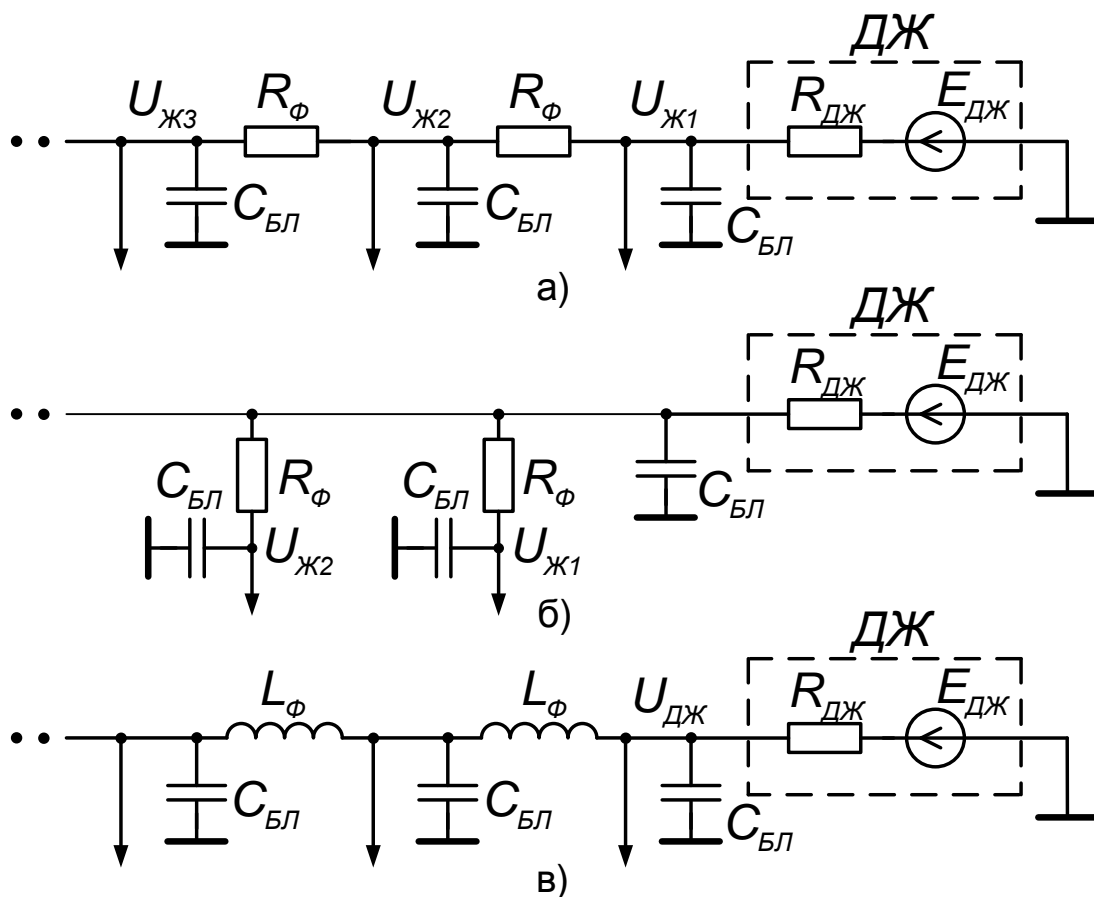 ДЖ
U_Ж3 R_Ф U_Ж2 R_Ф U_Ж1 R_ДЖ E_ДЖ
C_БЛ C_БЛ C_БЛ
а)
ДЖ
R_ДЖ E_ДЖ
C_БЛ R_Ф C_БЛ R_Ф C_БЛ
U_Ж2 U_Ж1
б)
ДЖ
L_Ф L_Ф U_ДЖ R_ДЖ E_ДЖ
C_БЛ C_БЛ C_БЛ
в)